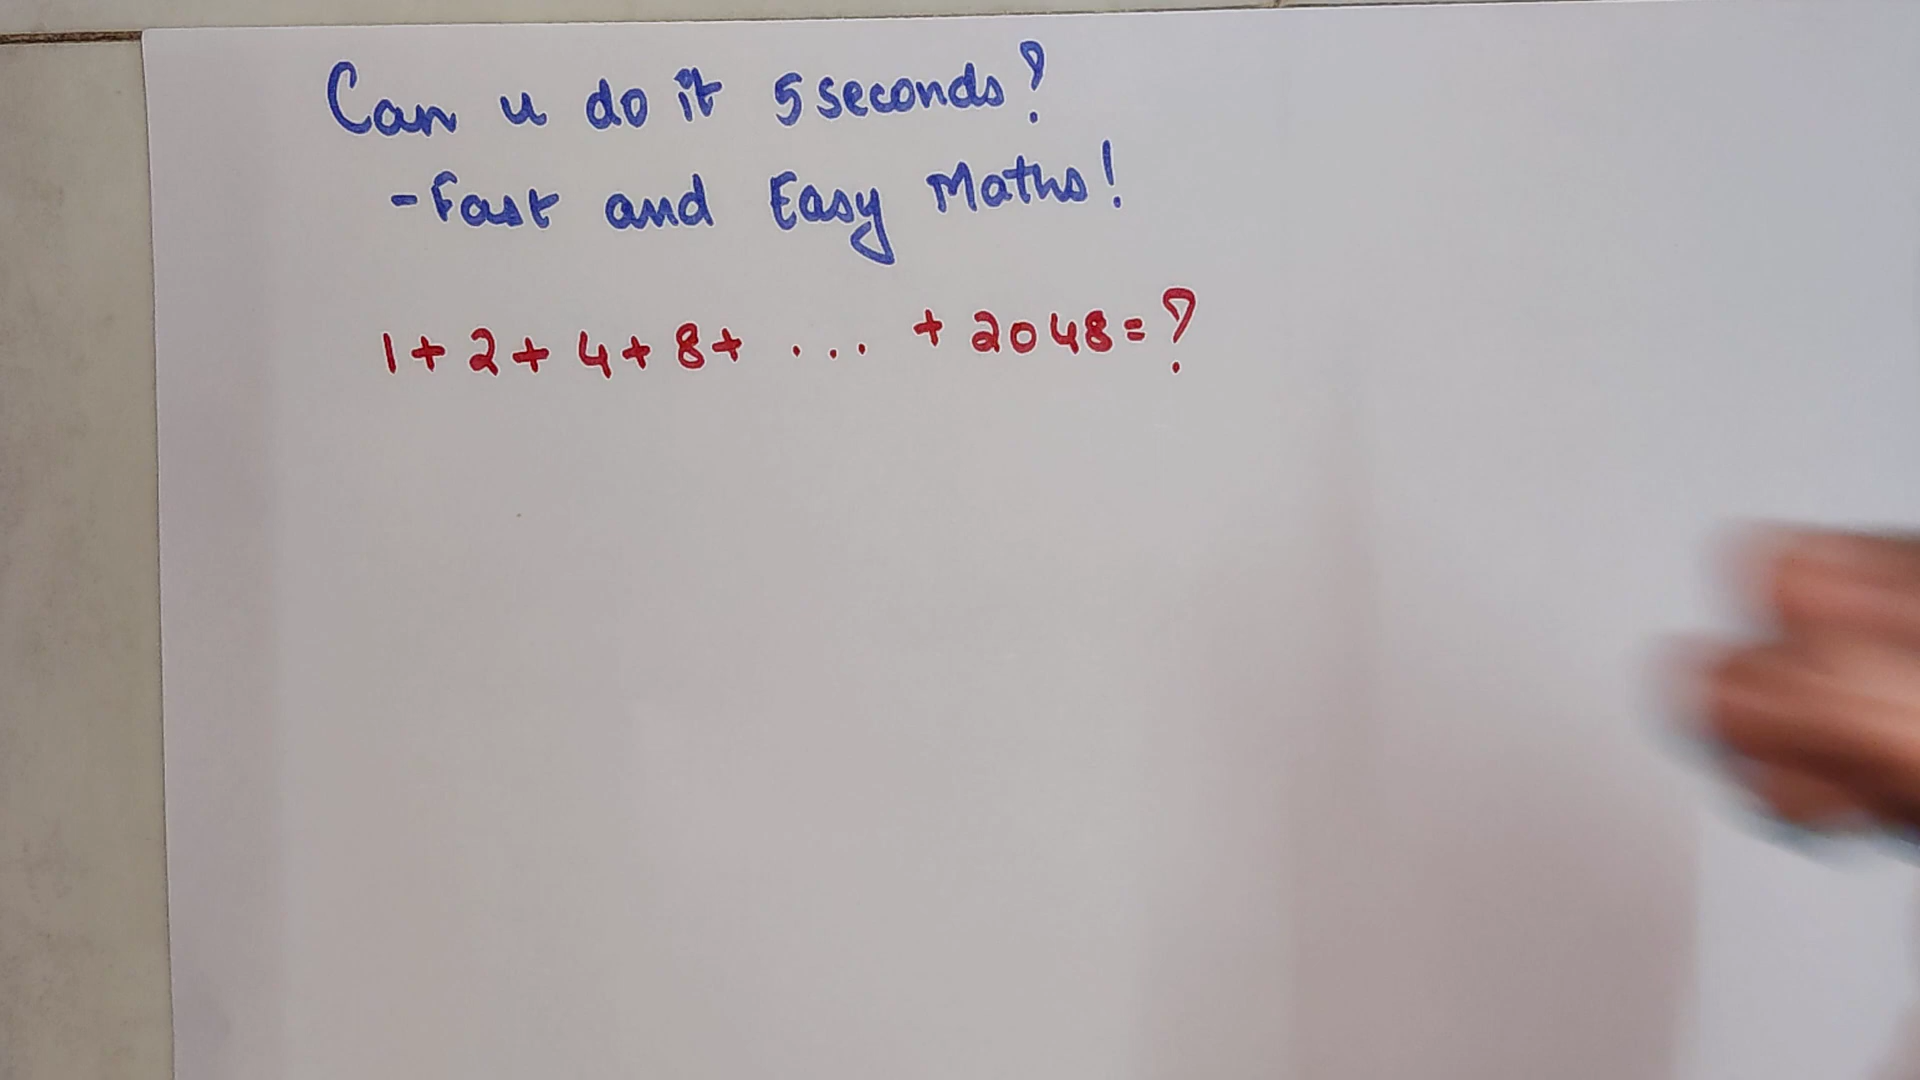 Can u do it 5 seconds?
- Fast and Easy Maths!
1+2+4+8+ ... +2048=?